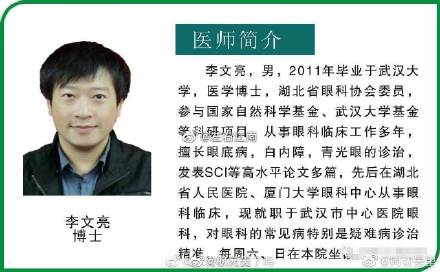 医师简介
李文亮，男，2011年毕业于武汉大
学，医学博士，湖北省眼科协会委员，
参与国家自然科学基金、武汉大学基金
等科研项目。从事眼科临床工作多年，
擅长眼底病，白内障，青光眼的诊治，
发表SCI等高水平论文多篇，先后在湖北
省人民医院、厦门大学眼科中心从事眼
科临床，现就职于武汉市中心医院眼
科，对眼科的常见病特别是疑难病诊治
精准，每周六、日在本院坐
李文亮
博士